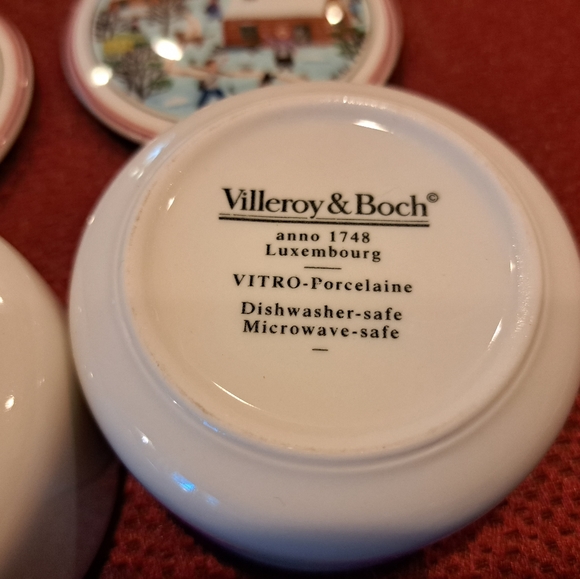 Villeroy & Boch©
anno 1748
Luxembourg
VITRO-Porcelaine
Dishwasher-safe
Microwave-safe